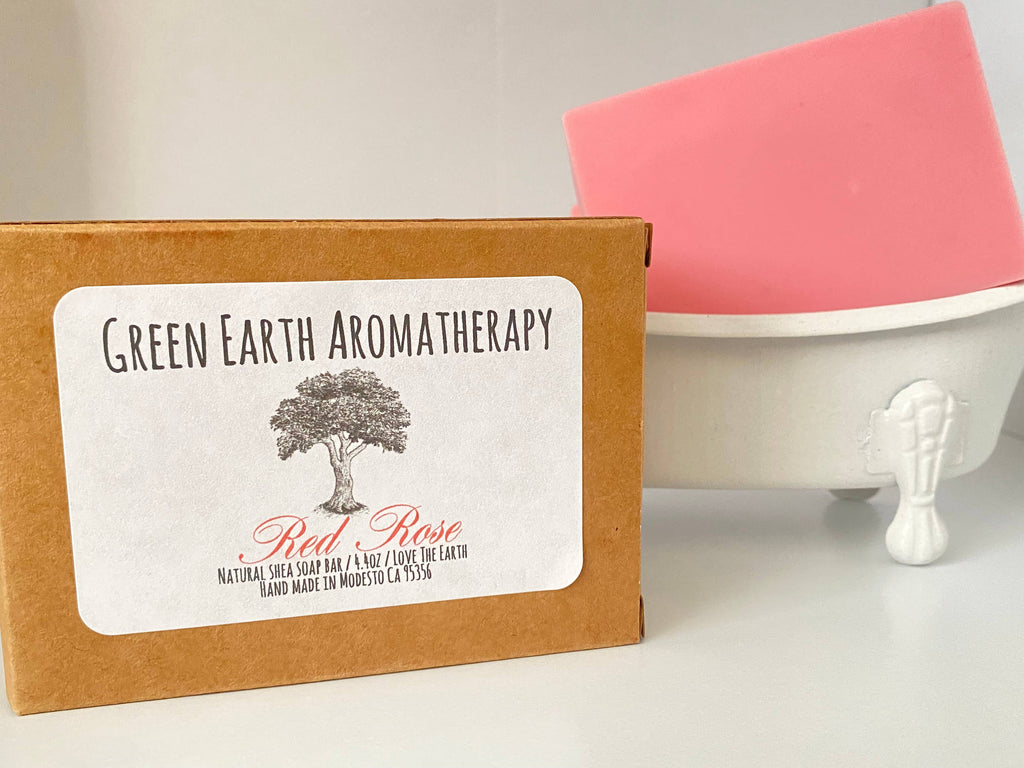 Green Earth Aromatherapy
Red Rose
Natural shea soap bar / 4.4oz / Love The Earth
Hand made in Modesto Ca 95356